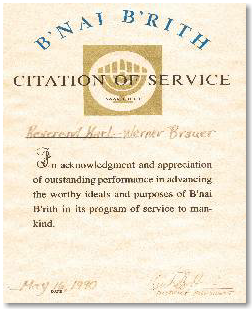 B'NAI B'RITH
CITATION OF SERVICE
Reverend Karl-Werner Brauer
In acknowledgment and appreciation
of outstanding performance in advancing
the worthy ideals and purposes of B'nai
B'rith in its program of service to man-
kind.
May 16, 1990
DATE